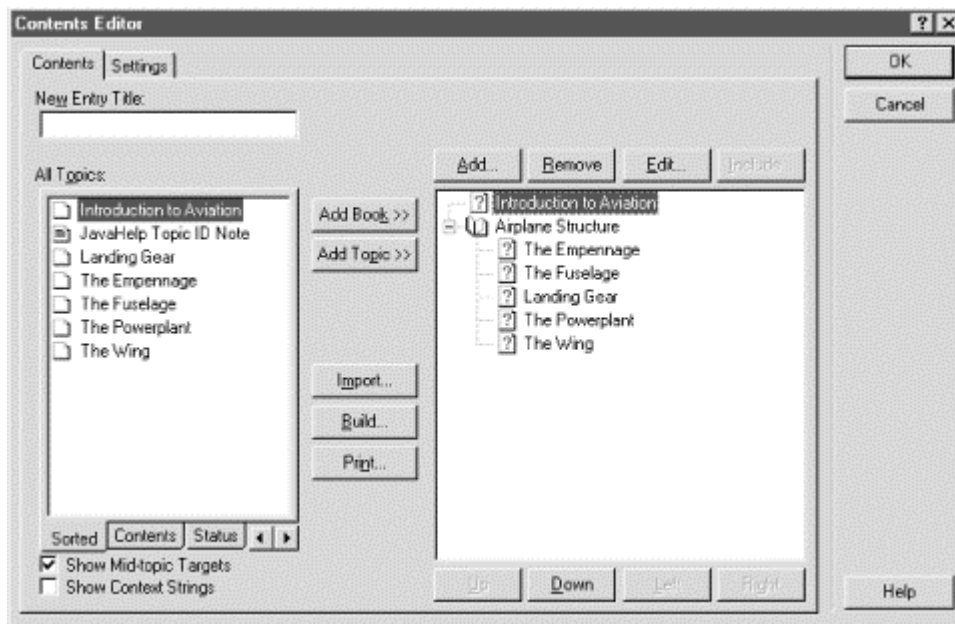 Contents Editor
Contents Settings
OK
Cancel
New Entry Title:
Add... Remove Edit... Include...
All Topics:
Introduction to Aviation
JavaHelp Topic ID Note
Landing Gear
The Empennage
The Fuselage
The Powerplant
The Wing
Add Book >>
Add Topic >>
Import...
Build...
Print...
Introduction to Aviation
Airplane Structure
The Empennage
The Fuselage
Landing Gear
The Powerplant
The Wing
Sorted Contents Status
Show Mid-topic Targets
Show Context Strings
Up Down Left Right
Help